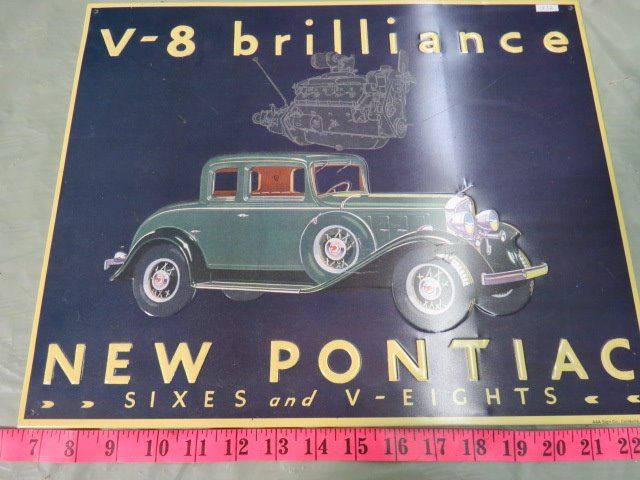 V-8 brilliance
NEW PONTIAC
SIXES and V-EIGHTS
7 8 9 10 11 12 13 14 15 16 17 18 19 20 21 22